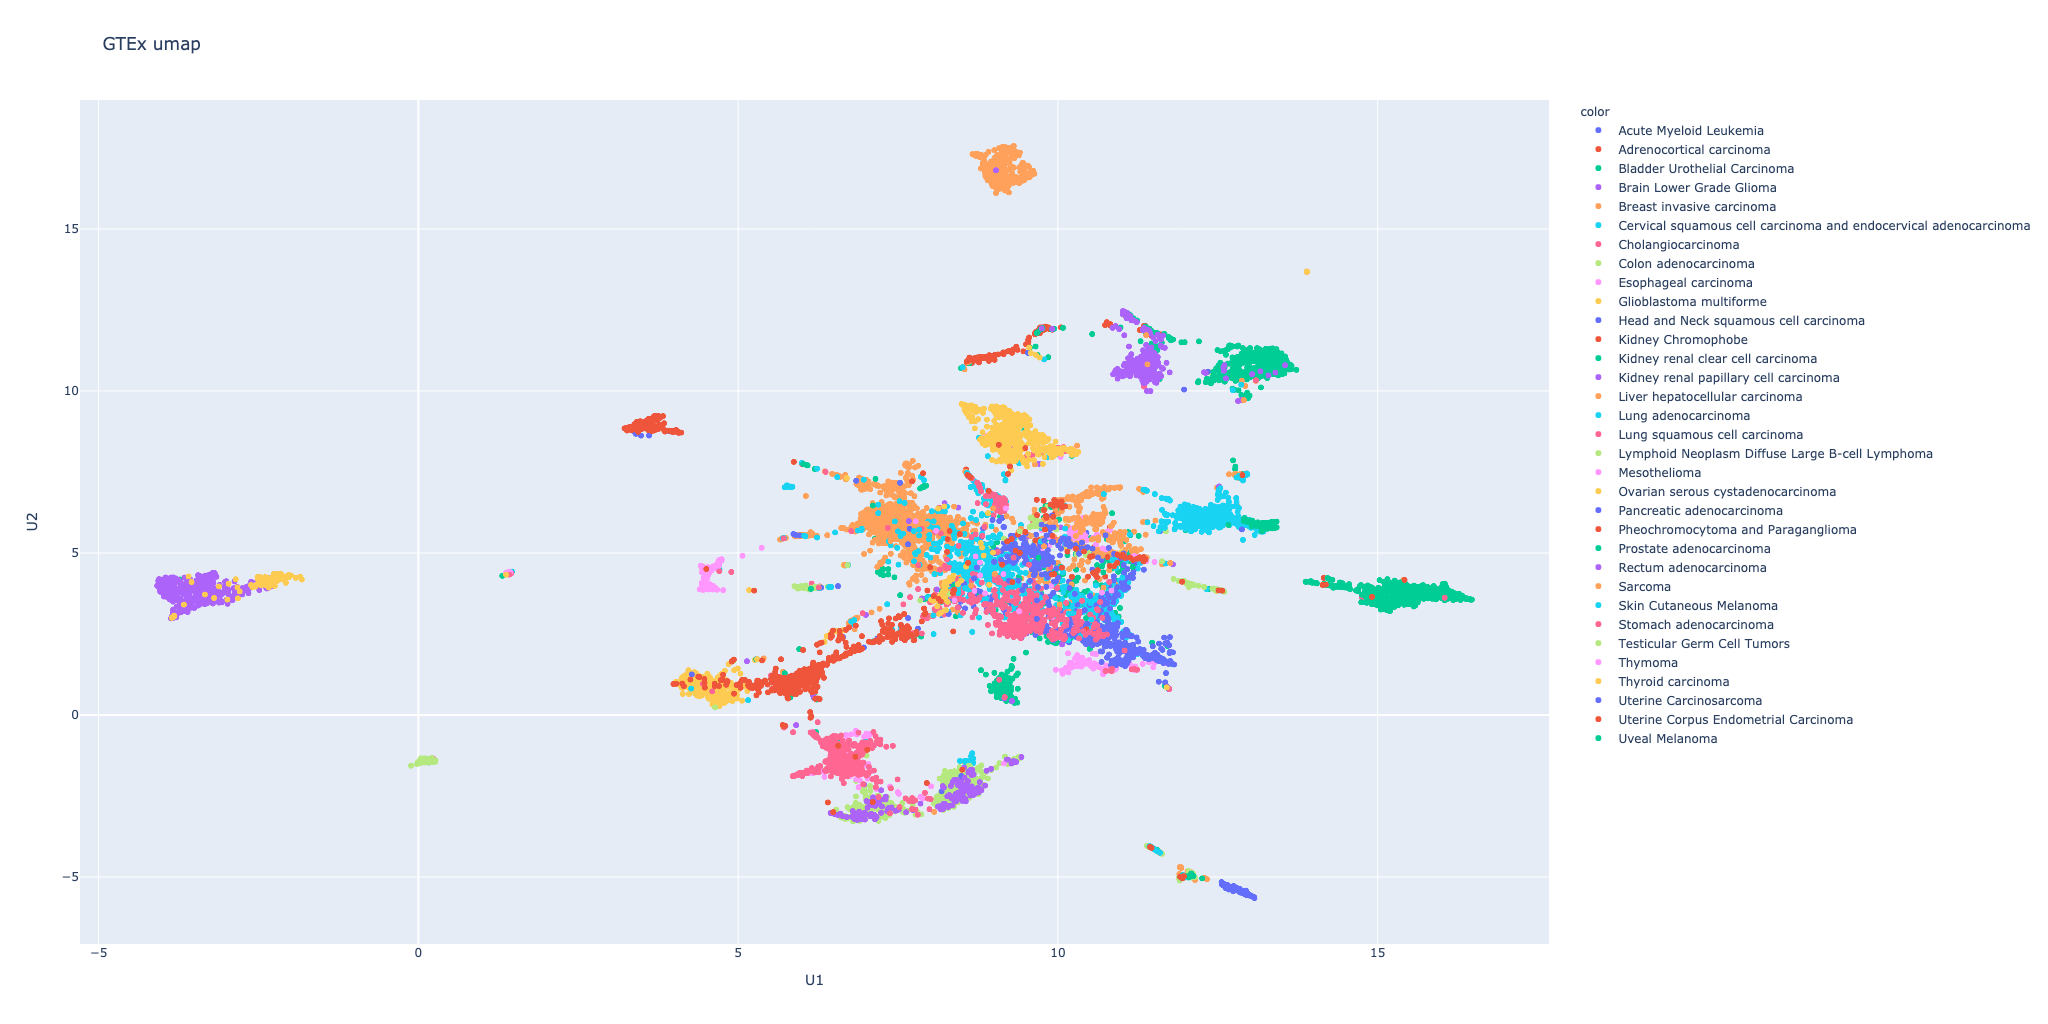 GTEx umap
color
Acute Myeloid Leukemia
Adrenocortical carcinoma
Bladder Urothelial Carcinoma
Brain Lower Grade Glioma
Breast invasive carcinoma
Cervical squamous cell carcinoma and endocervical adenocarcinoma
Cholangiocarcinoma
Colon adenocarcinoma
Esophageal carcinoma
Glioblastoma multiforme
Head and Neck squamous cell carcinoma
Kidney Chromophobe
Kidney renal clear cell carcinoma
Kidney renal papillary cell carcinoma
Liver hepatocellular carcinoma
Lung adenocarcinoma
Lung squamous cell carcinoma
Lymphoid Neoplasm Diffuse Large B-cell Lymphoma
Mesothelioma
Ovarian serous cystadenocarcinoma
Pancreatic adenocarcinoma
Pheochromocytoma and Paraganglioma
Prostate adenocarcinoma
Rectum adenocarcinoma
Sarcoma
Skin Cutaneous Melanoma
Stomach adenocarcinoma
Testicular Germ Cell Tumors
Thymoma
Thyroid carcinoma
Uterine Carcinosarcoma
Uterine Corpus Endometrial Carcinoma
Uveal Melanoma
15
10
5
0
−5
U2
−5
0
5
10
15
U1